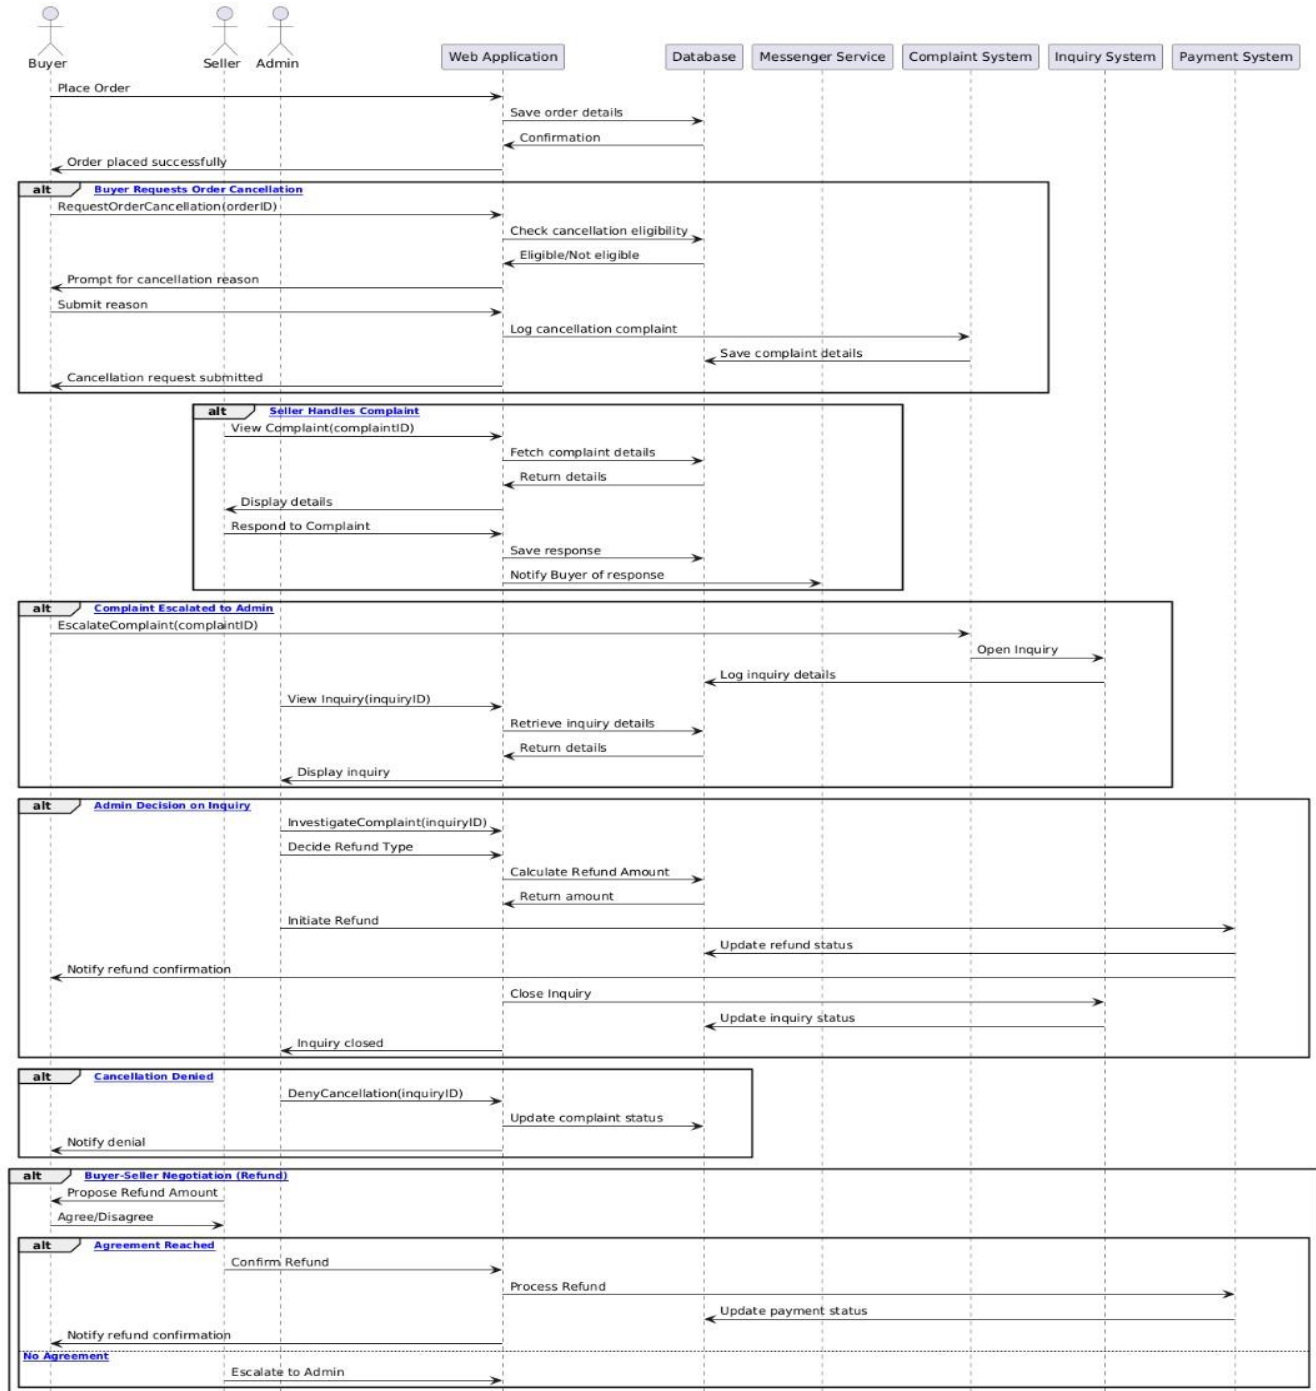 Buyer
Seller
Admin
Web Application
Database
Messenger Service
Complaint System
Inquiry System
Payment System
Place Order
Save order details
Confirmation
Order placed successfully
alt
Buyer Requests Order Cancellation
RequestOrderCancellation(orderID)
Check cancellation eligibility
Eligible/Not eligible
Prompt for cancellation reason
Submit reason
Log cancellation complaint
Save complaint details
Cancellation request submitted
alt
Seller Handles Complaint
View Complaint(complaintID)
Fetch complaint details
Return details
Display details
Respond to Complaint
Save response
Notify Buyer of response
alt
Complaint Escalated to Admin
EscalateComplaint(complaintID)
Open Inquiry
Log inquiry details
View Inquiry(inquiryID)
Retrieve inquiry details
Return details
Display inquiry
alt
Admin Decision on Inquiry
InvestigateComplaint(inquiryID)
Decide Refund Type
Calculate Refund Amount
Return amount
Initiate Refund
Update refund status
Notify refund confirmation
Close Inquiry
Update inquiry status
Inquiry closed
alt
Cancellation Denied
DenyCancellation(inquiryID)
Update complaint status
Notify denial
alt
Buyer-Seller Negotiation (Refund)
Propose Refund Amount
Agree/Disagree
alt
Agreement Reached
Confirm Refund
Process Refund
Update payment status
Notify refund confirmation
No Agreement
Escalate to Admin